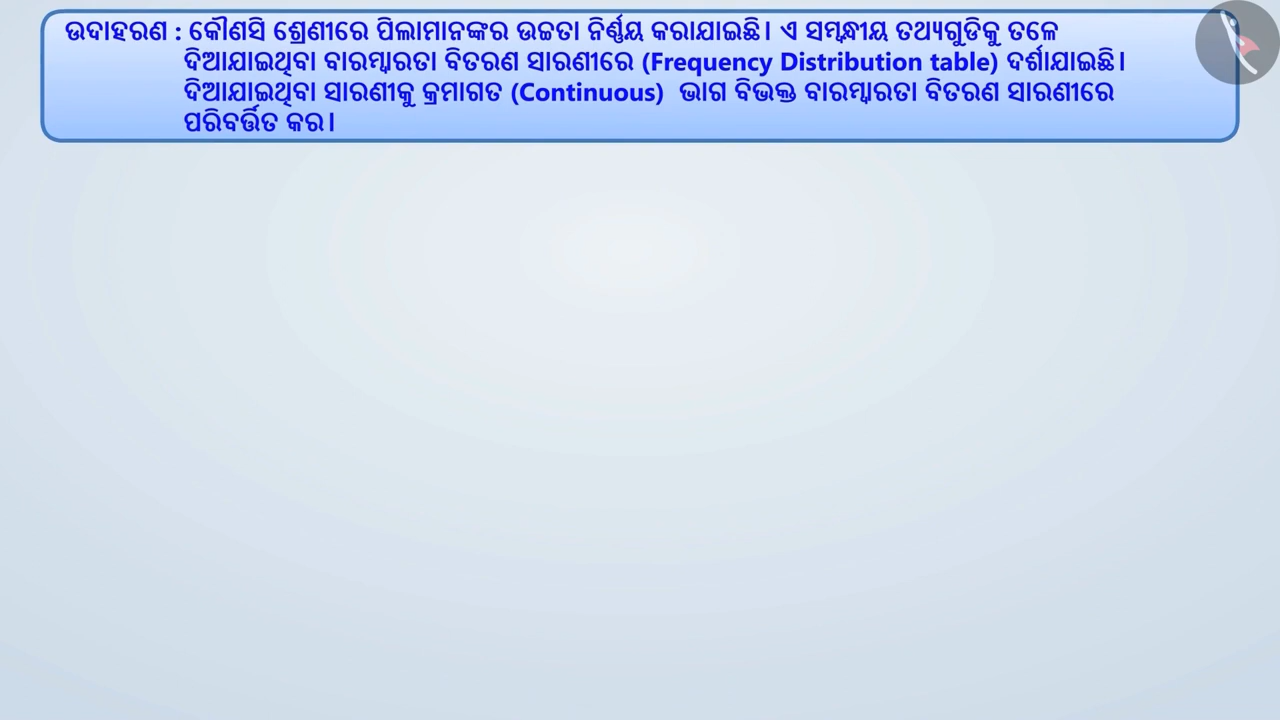 ଉଦାହରଣ : କୌଣସି ଶ୍ରେଣୀରେ ପିଲାମାନଙ୍କର ଉଚ୍ଚତା ନିର୍ଣ୍ଣୟ କରାଯାଇଛି। ଏ ସମ୍ବନ୍ଧୀୟ ତଥ୍ୟଗୁଡିକୁ ତଳେ
ଦିଆଯାଇଥିବା ବାରମ୍ବାରତା ବିତରଣ ସାରଣୀରେ (Frequency Distribution table) ଦର୍ଶାଯାଇଛି।
ଦିଆଯାଇଥିବା ସାରଣୀକୁ କ୍ରମାଗତ (Continuous) ଭାଗ ବିଭକ୍ତ ବାରମ୍ବାରତା ବିତରଣ ସାରଣୀରେ
ପରିବର୍ତ୍ତିତ କର।